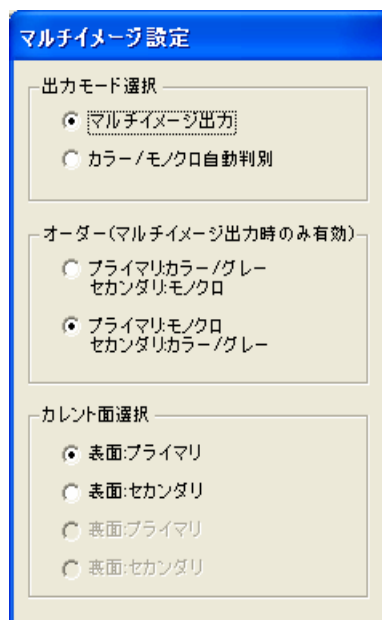 マルチイメージ設定
出力モード選択
マルチイメージ出力
カラー/モノクロ自動判別
オーダー(マルチイメージ出力時のみ有効)
プライマリ:カラー/グレー
セカンダリ:モノクロ
プライマリ:モノクロ
セカンダリ:カラー/グレー
カレント面選択
表面:プライマリ
表面:セカンダリ
裏面:プライマリ
裏面:セカンダリ